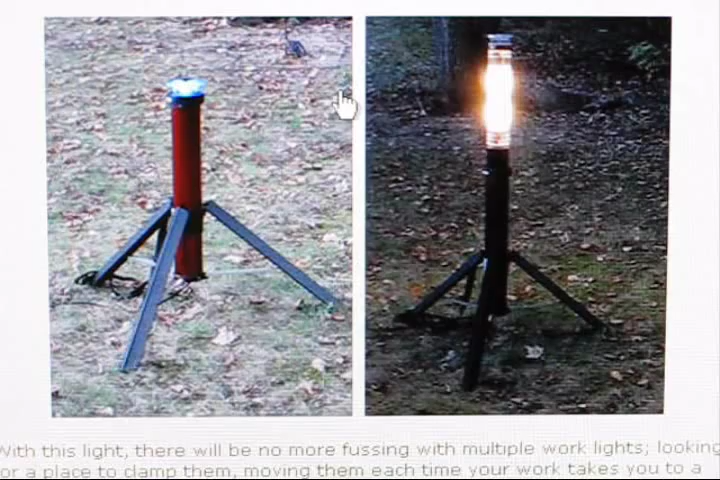 With this light, there will be no more fussing with multiple work lights; looking
or a place to clamp them, moving them each time your work takes you to a